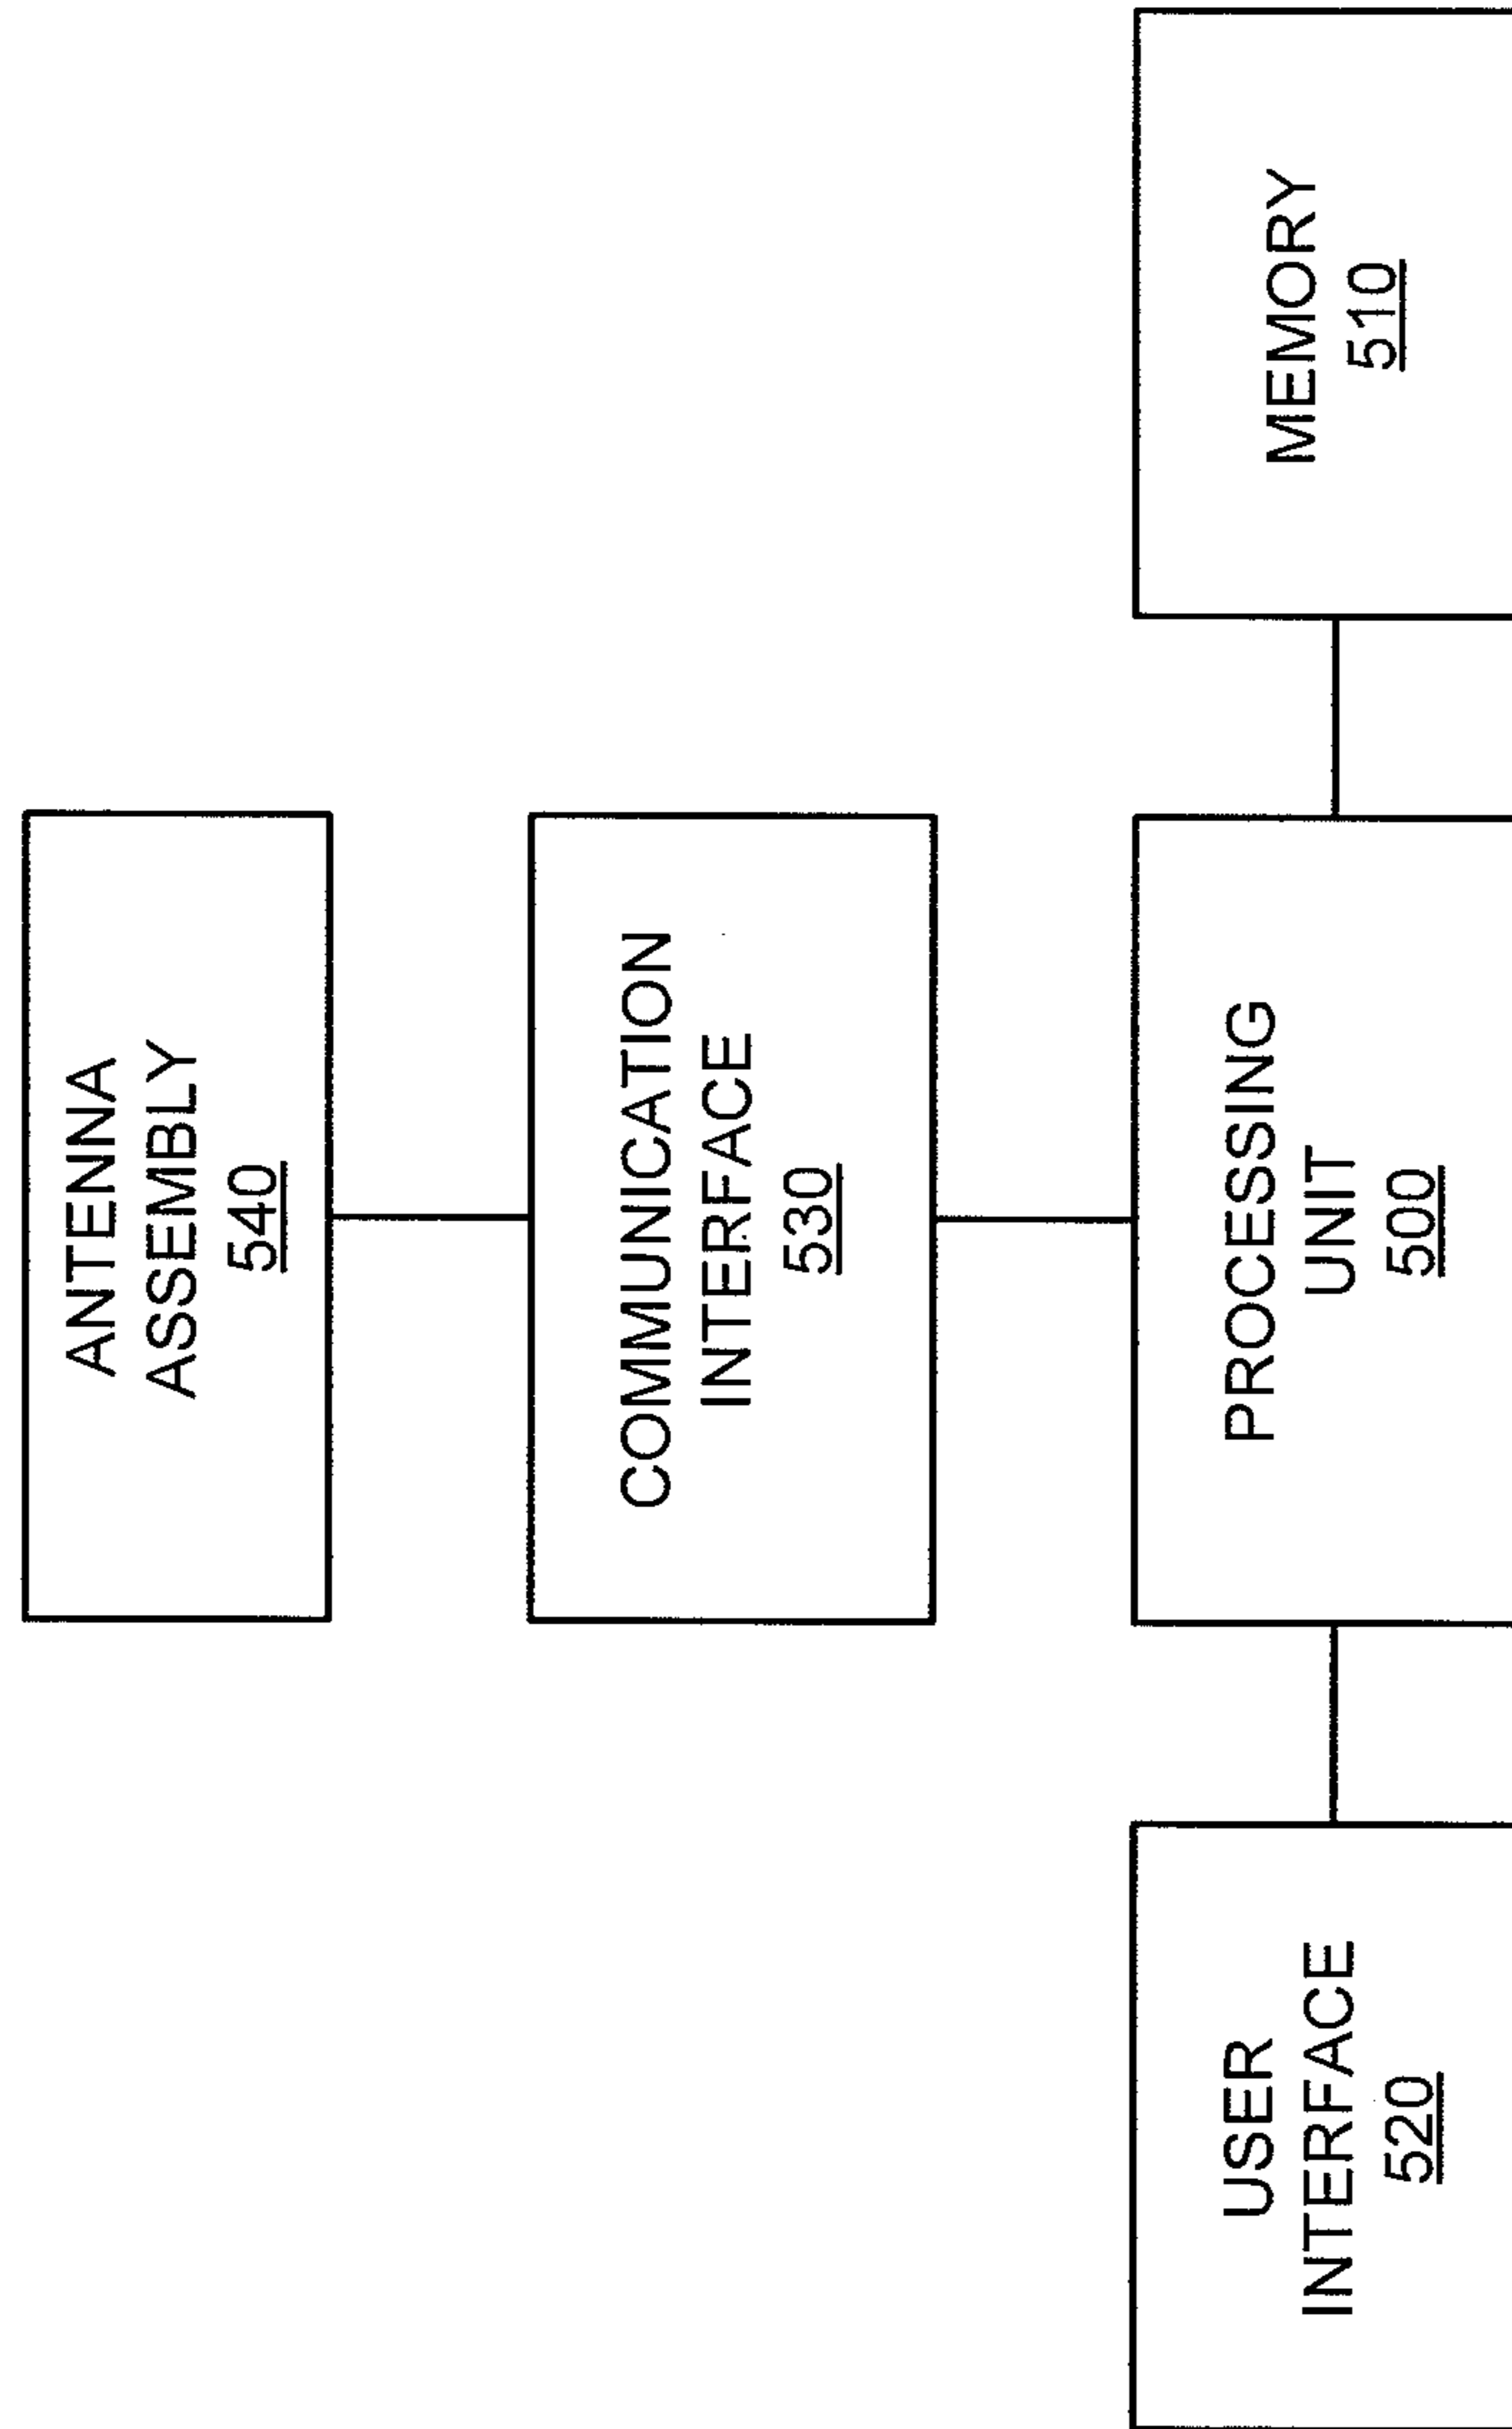 ANTENNA
ASSEMBLY
540
COMMUNICATION
INTERFACE
530
USER
INTERFACE
520
PROCESSING
UNIT
500
MEMORY
510